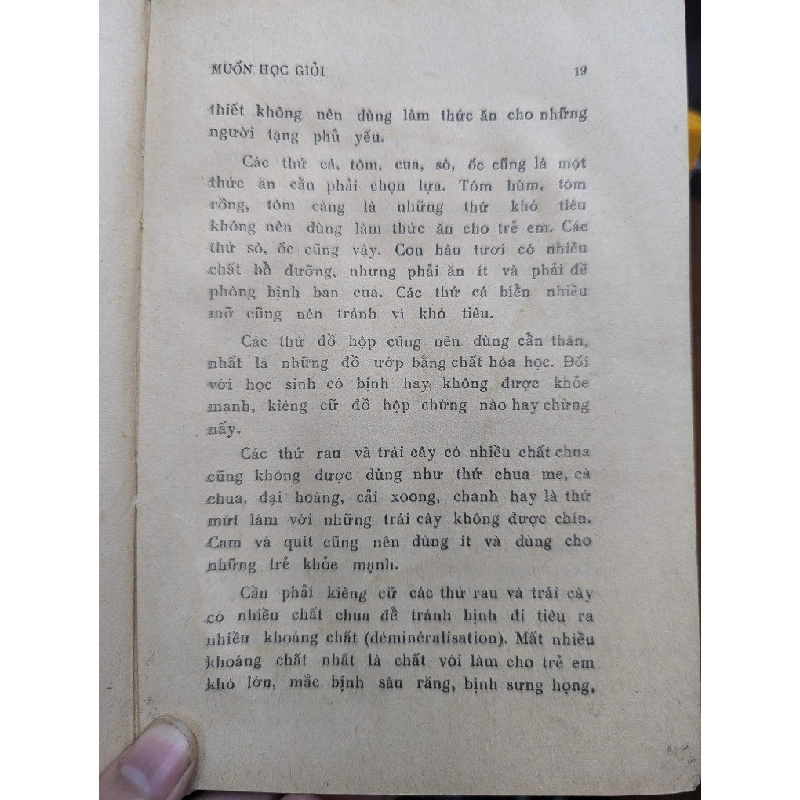 MUỐN HỌC GIỎI 19
thiết không nên dùng làm thức ăn cho những
người tạng phủ yếu.
Các thứ cá, tôm, cua, sò, ốc cũng là một
thức ăn cần phải chọn lựa. Tôm hùm, tôm
rồng, tôm càng là những thứ khó tiêu
không nên dùng làm thức ăn cho trẻ em. Các
thứ sò, ốc cũng vậy. Con hàu tươi có nhiều
chất bồ dưỡng, nhưng phải ăn ít và phải đề
phòng bịnh ban cua. Các thứ cá biển nhiều
mỡ cũng nên tránh vì khó tiêu.
Các thứ đồ hộp cũng nên dùng cẩn thận,
nhất là những đồ ướp bằng chất hóa học. Đối
với học sinh có bịnh hay không được khỏe
mạnh, kiêng cữ đồ hộp chừng nào hay chừng
nấy.
Các thứ rau và trái cây có nhiều chất chua
cũng không được dùng như thứ chua me, cà
chua, đại hoàng, cải xoong, chanh hay là thứ
mứt làm với những trái cây không được chín.
Cam và quít cũng nên dùng ít và dùng cho
những trẻ khỏe mạnh.
Cần phải kiêng cữ các thứ rau và trái cây
có nhiều chất chua đề tránh bịnh đi tiêu ra
nhiều khoáng chất (déminéralisation). Mất nhiều
khoáng chất nhất là chất vôi làm cho trẻ em
khó lớn, mắc bịnh sâu răng, bịnh sưng họng,